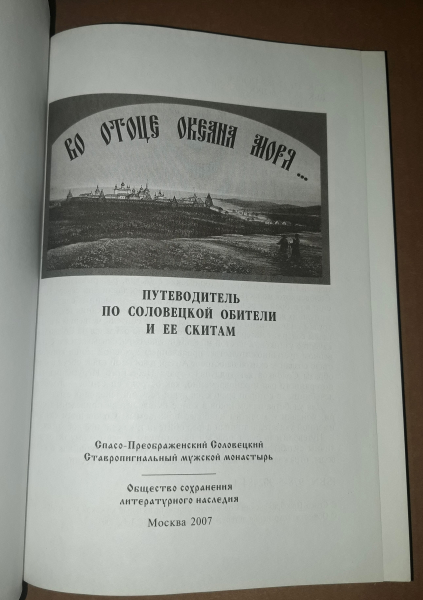 ВО ОТОЦЕ ОКЕАНА МОРЯ...
ПУТЕВОДИТЕЛЬ
ПО СОЛОВЕЦКОЙ ОБИТЕЛИ
И ЕЕ СКИТАМ
Спасо-Преображенский Соловецкий
Ставропигиальный мужской монастырь
Общество сохранения
литературного наследия
Москва 2007